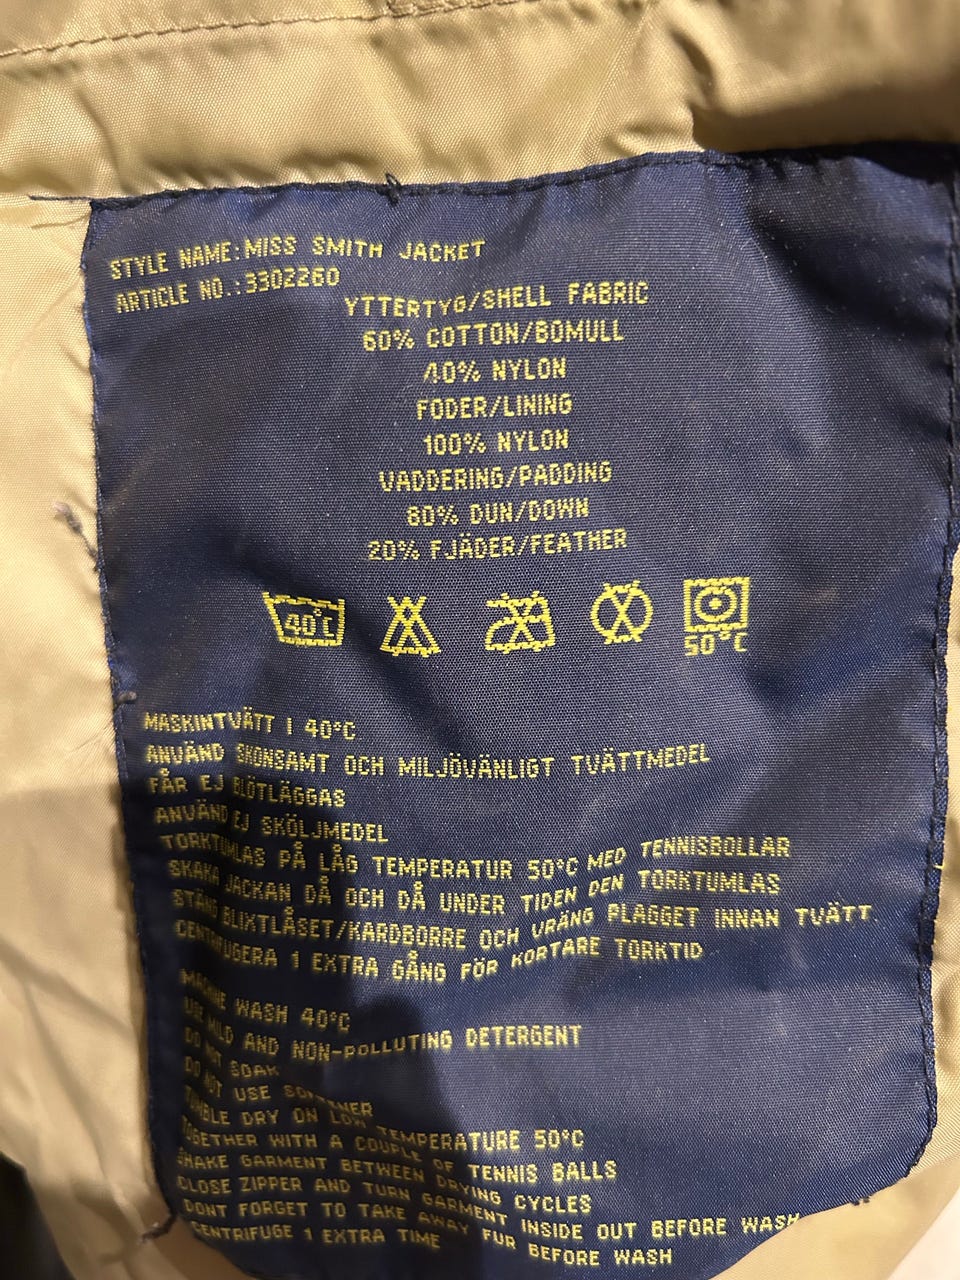 STYLE NAME:MISS SMITH JACKET
ARTICLE NO.:3302260
YTTERTYG/SHELL FABRIC
60% COTTON/BOMULL
40% NYLON
FODER/LINING
100% NYLON
VADDERING/PADDING
80% DUN/DOWN
20% FJÄDER/FEATHER
40°C
50°C
MASKINTVÄTT I 40°C
ANVÄND SKONSAMT OCH MILJÖVÄNLIGT TVÄTTMEDEL
FÅR EJ BLÖTLÄGGAS
ANVÄND EJ SKÖLJMEDEL
TORKTUMLAS PÅ LÅG TEMPERATUR 50°C MED TENNISBOLLAR
SKAKA JACKAN DÅ OCH DÅ UNDER TIDEN DEN TORKTUMLAS
STÄNG BLIXTLÅSET/KARDBORRE OCH VRÄNG PLAGGET INNAN TVÄTT
CENTRIFUGERA 1 EXTRA GÅNG FÖR KORTARE TORKTID
MACHINE WASH 40°C
USE MILD AND NON-POLLUTING DETERGENT
DO NOT SOAK
DO NOT USE SOFTENER
TUMBLE DRY ON LOW TEMPERATURE 50°C
TOGETHER WITH A COUPLE OF TENNIS BALLS
SHAKE GARMENT BETWEEN DRYING CYCLES
CLOSE ZIPPER AND TURN GARMENT INSIDE OUT BEFORE WASH
DONT FORGET TO TAKE AWAY FUR BEFORE WASH
CENTRIFUGE 1 EXTRA TIME